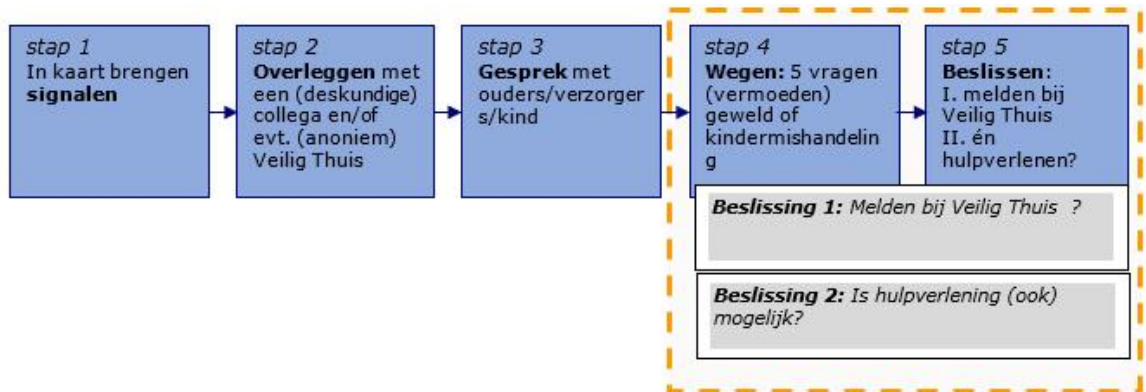 stap 1
In kaart brengen
signalen
stap 2
Overleggen met
een (deskundige)
collega en/of
evt. (anoniem)
Veilig Thuis
stap 3
Gesprek met
ouders/verzorger
s/kind
stap 4
Wegen: 5 vragen
(vermoeden)
geweld of
kindermishandelin
g
stap 5
Beslissen:
I. melden bij
Veilig Thuis
II. én
hulpverlenen?
Beslissing 1: Melden bij Veilig Thuis ?
Beslissing 2: Is hulpverlening (ook)
mogelijk?